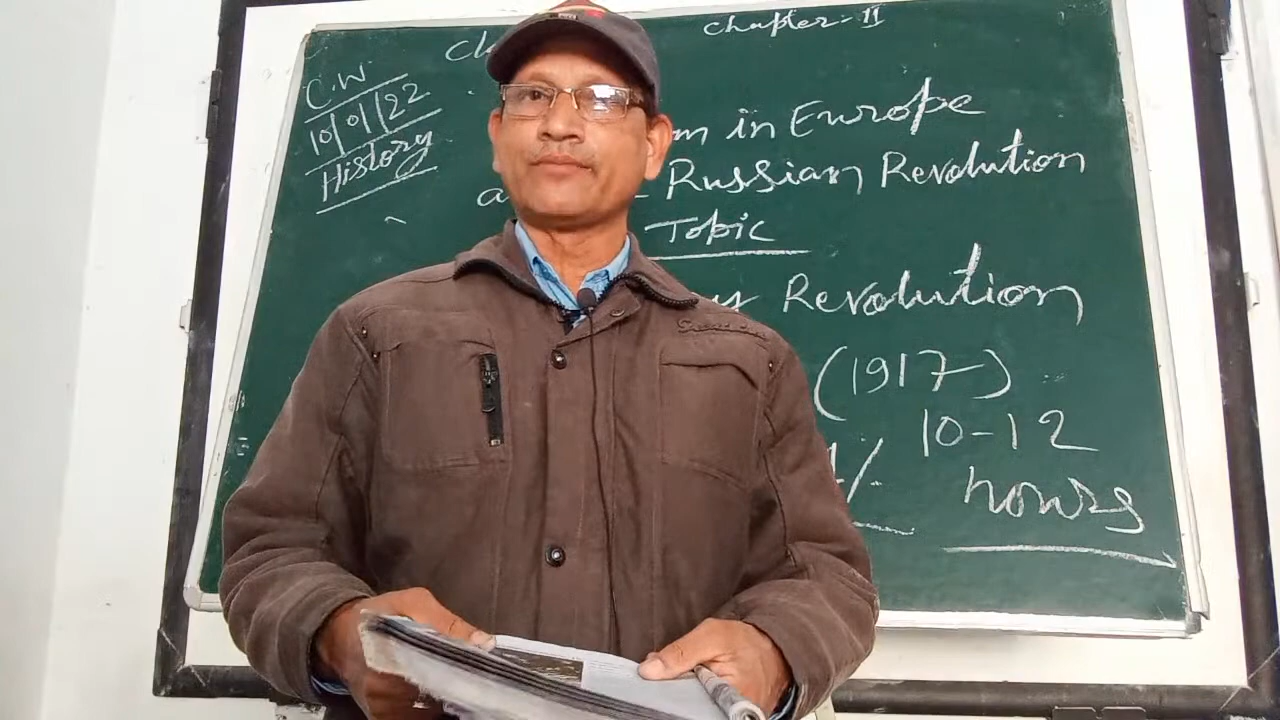 Chapter-II
C.W
10/01/22
History
in Europe
Russian Revolution
Topic
Revolution
(1917)
10-12
hours